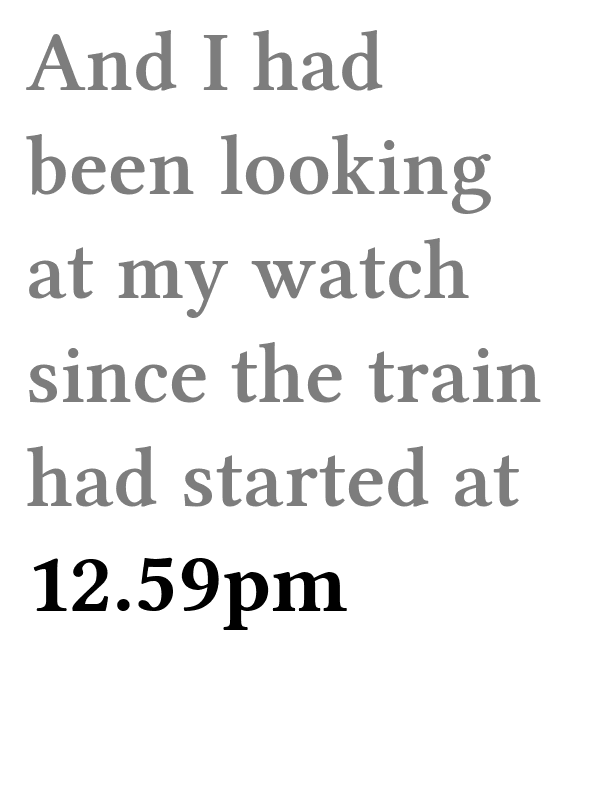 And I had
been looking
at my watch
since the train
had started at
12.59pm